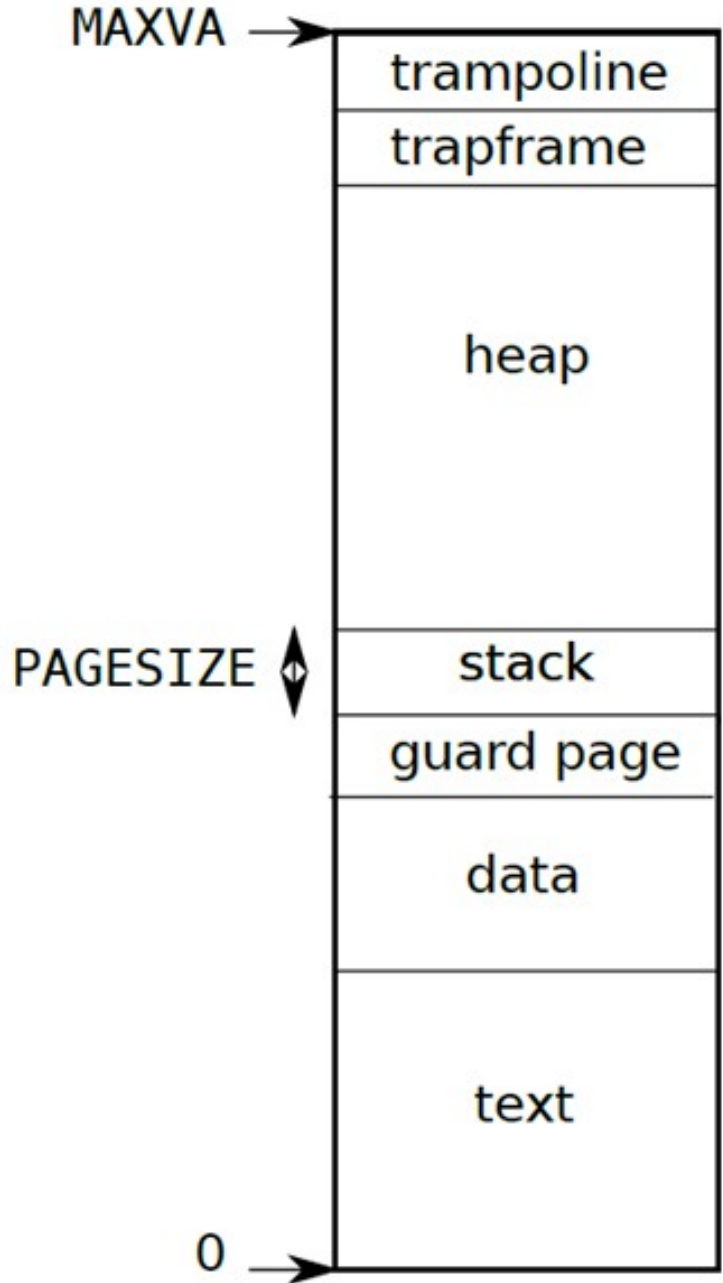 MAXVA
trampoline
trapframe
heap
PAGESIZE
stack
guard page
data
text
0